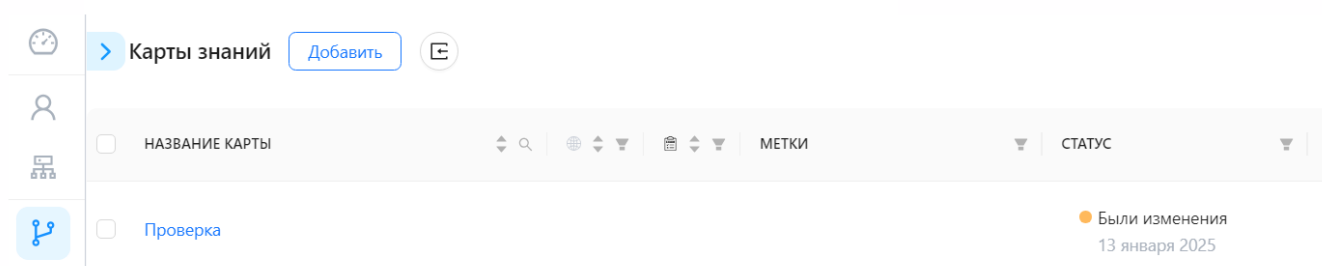 Карты знаний Добавить
НАЗВАНИЕ КАРТЫ МЕТКИ СТАТУС
Проверка Были изменения
13 января 2025